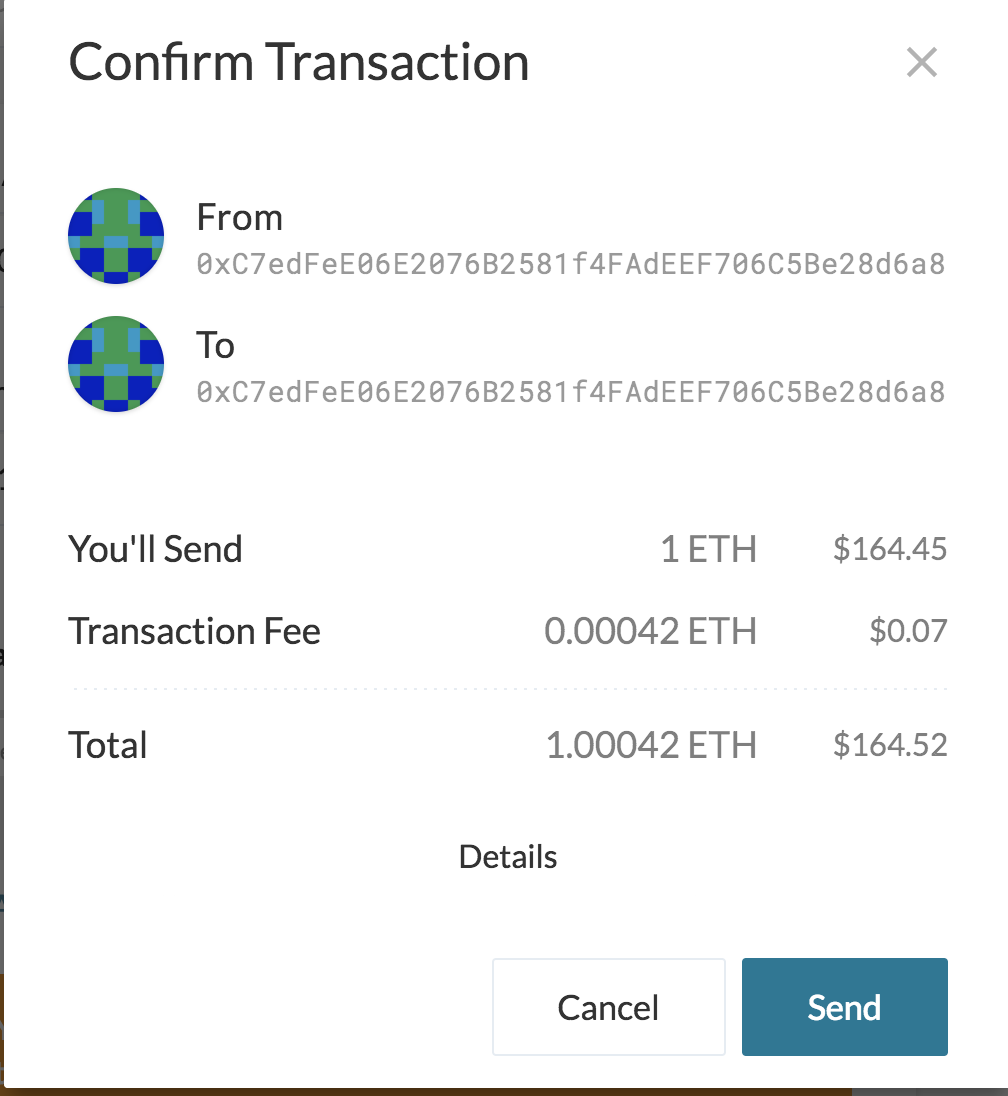 Confirm Transaction
From
0xC7edFeE06E2076B2581f4FAdEEF706C5Be28d6a8
To
0xC7edFeE06E2076B2581f4FAdEEF706C5Be28d6a8
You'll Send 1 ETH $164.45
Transaction Fee 0.00042 ETH $0.07
Total 1.00042 ETH $164.52
Details
Cancel Send